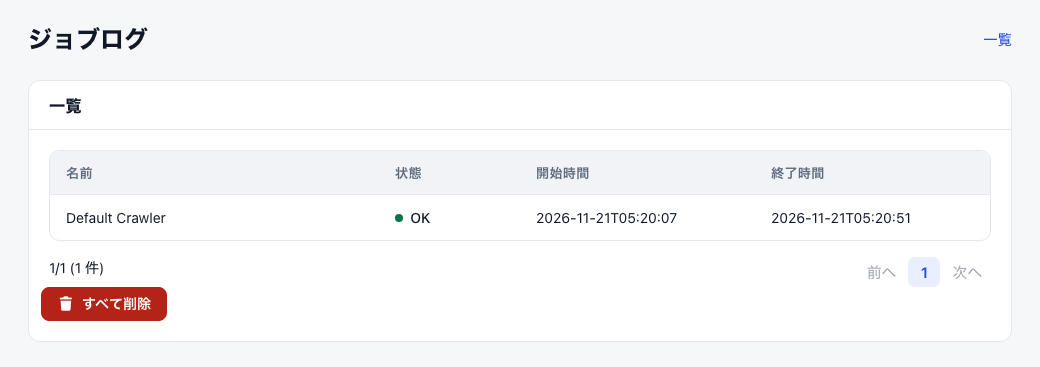 ジョブログ
一覧
一覧
名前 状態 開始時間 終了時間
Default Crawler OK 2026-11-21T05:20:07 2026-11-21T05:20:51
1/1 (1 件)
前へ 1 次へ
すべて削除